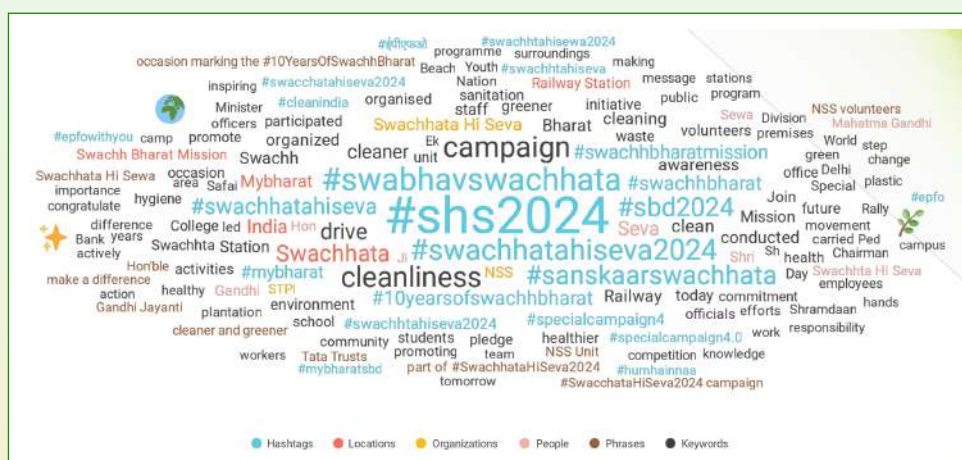 #ईपीएफओ #swachhtahisewa2024
occasion marking the #10YearsOfSwachhBharat programme surroundings
Beach Youth #swachhtahiseva making
inspiring #swacchatahiseva2024 Nation Railway Station message stations
Minister #cleanindia organised sanitation initiative public program
officers participated staff greener Sewa Division NSS volunteers
#epfowithyou camp promote organized Swachhata Hi Seva Bharat cleaning volunteers premises Mahatma Gandhi
Ek waste World step
Swachh Bharat Mission Swachh cleaner unit campaign #swachhbharatmission green change
Swachhata Hi Sewa occasion awareness office Delhi
importance area Safai Mybharat #swabhavswachhata #swachhbharat Special plastic
congratulate hygiene #swachhatahiseva #shs2024 #sbd2024 Join future Rally #epfo
difference College led India Hon drive Seva clean Mission movement
Bank years conducted carried Ped campus
actively Swachhta Station Swachhata Ji #swachhatahiseva2024 Shri Sh health Chairman
make a difference Hon'ble activities #mybharat cleanliness NSS #sanskaarswachhata Day Swachhta Hi Seva
action healthy Gandhi STPI employees
Gandhi Jayanti plantation environment #10yearsofswachhbharat Railway today commitment hands
cleaner and greener school #swachhtahiseva2024 #specialcampaign4 officials efforts Shramdaan
community students pledge healthier #specialcampaign4.0 work responsibility
workers Tata Trusts promoting team NSS Unit competition knowledge
#mybharatsbd part of #SwachhataHiSeva2024 #humhainnaa
tomorrow #SwacchataHiSeva2024 campaign
Hashtags Locations Organizations People Phrases Keywords